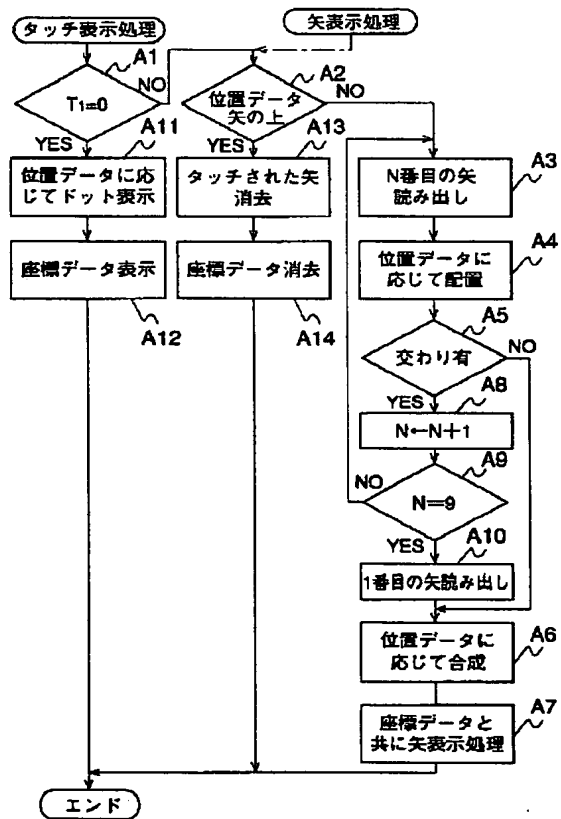 タッチ表示処理
矢表示処理
A1
T1=0
NO
YES
A11
位置データに応
じてドット表示
座標データ表示
A12
A2
位置データ
矢の上
NO
YES
A13
タッチされた矢
消去
座標データ消去
A14
A3
N番目の矢
読み出し
A4
位置データに
応じて配置
A5
交わり有
NO
YES
A8
N←N+1
A9
NO
N=9
YES
A10
1番目の矢読み出し
A6
位置データに
応じて合成
A7
座標データと
共に矢表示処理
エンド